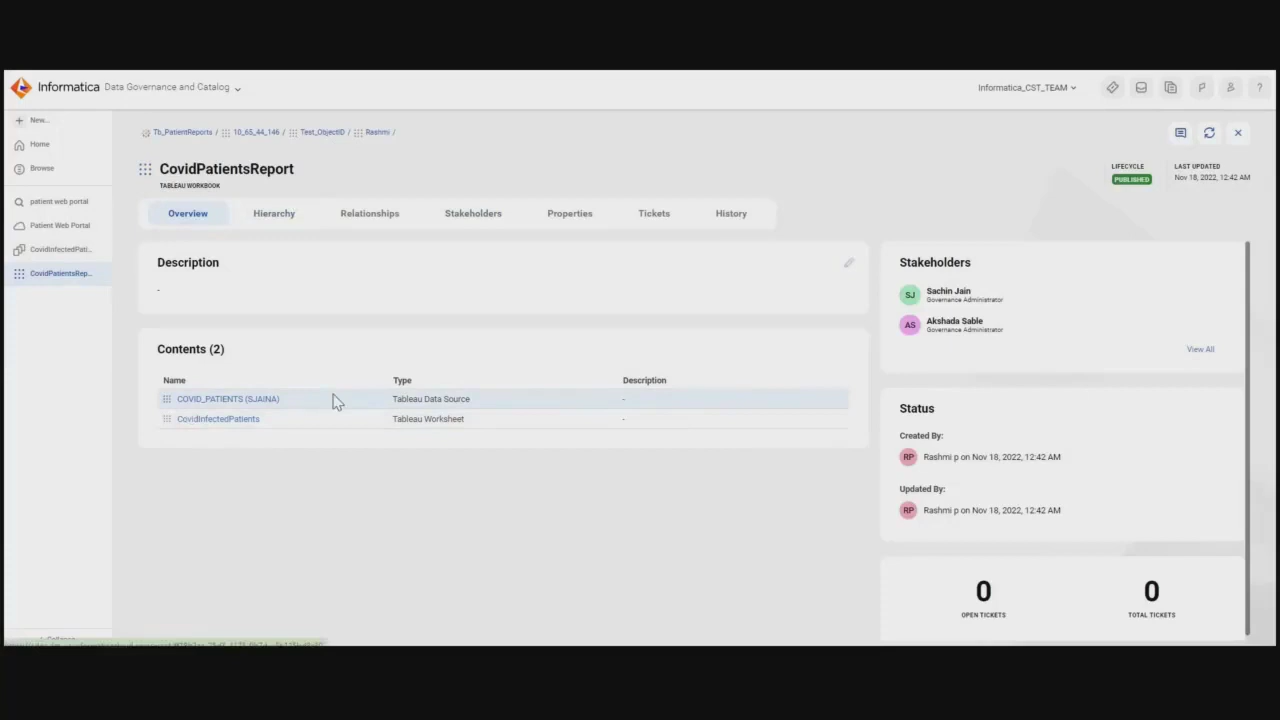 Informatica Data Governance and Catalog
Informatica_CST_TEAM
?
New...
Home
Browse
patient web portal
Patient Web Portal
CovidInfectedPati...
CovidPatientsRep...
Tb_PatientReports / 10_65_44_146 / Test_ObjectID / Rashmi /
CovidPatientsReport
TABLEAU WORKBOOK
LIFECYCLE
PUBLISHED
LAST UPDATED
Nov 18, 2022, 12:42 AM
Overview Hierarchy Relationships Stakeholders Properties Tickets History
Description
-
Contents (2)
Name Type Description
COVID_PATIENTS (SJAINA) Tableau Data Source -
CovidInfectedPatients Tableau Worksheet -
Stakeholders
SJ Sachin Jain
Governance Administrator
AS Akshada Sable
Governance Administrator
View All
Status
Created By:
RP Rashmi p on Nov 18, 2022, 12:42 AM
Updated By:
RP Rashmi p on Nov 18, 2022, 12:42 AM
0 0
OPEN TICKETS TOTAL TICKETS